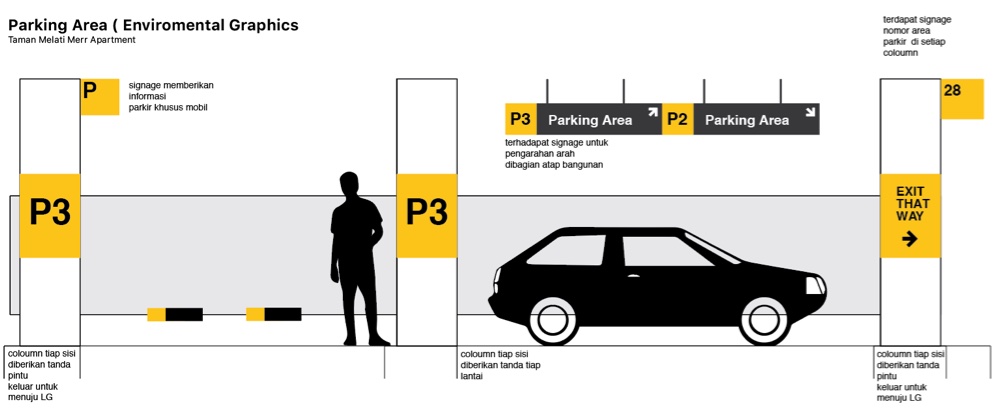 Parking Area ( Enviromental Graphics
Taman Melati Merr Apartment
terdapat signage
nomor area
parkir di setiap
coloumn
P
signage memberikan
informasi
parkir khusus mobil
28
P3 Parking Area P2 Parking Area
terhadapat signage untuk
pengarahan arah
dibagian atap bangunan
P3
P3
EXIT
THAT
WAY
coloumn tiap sisi
diberikan tanda
pintu
keluar untuk
menuju LG
coloumn tiap sisi
diberikan tanda tiap
lantai
coloumn tiap sisi
diberikan tanda
pintu
keluar untuk
menuju LG